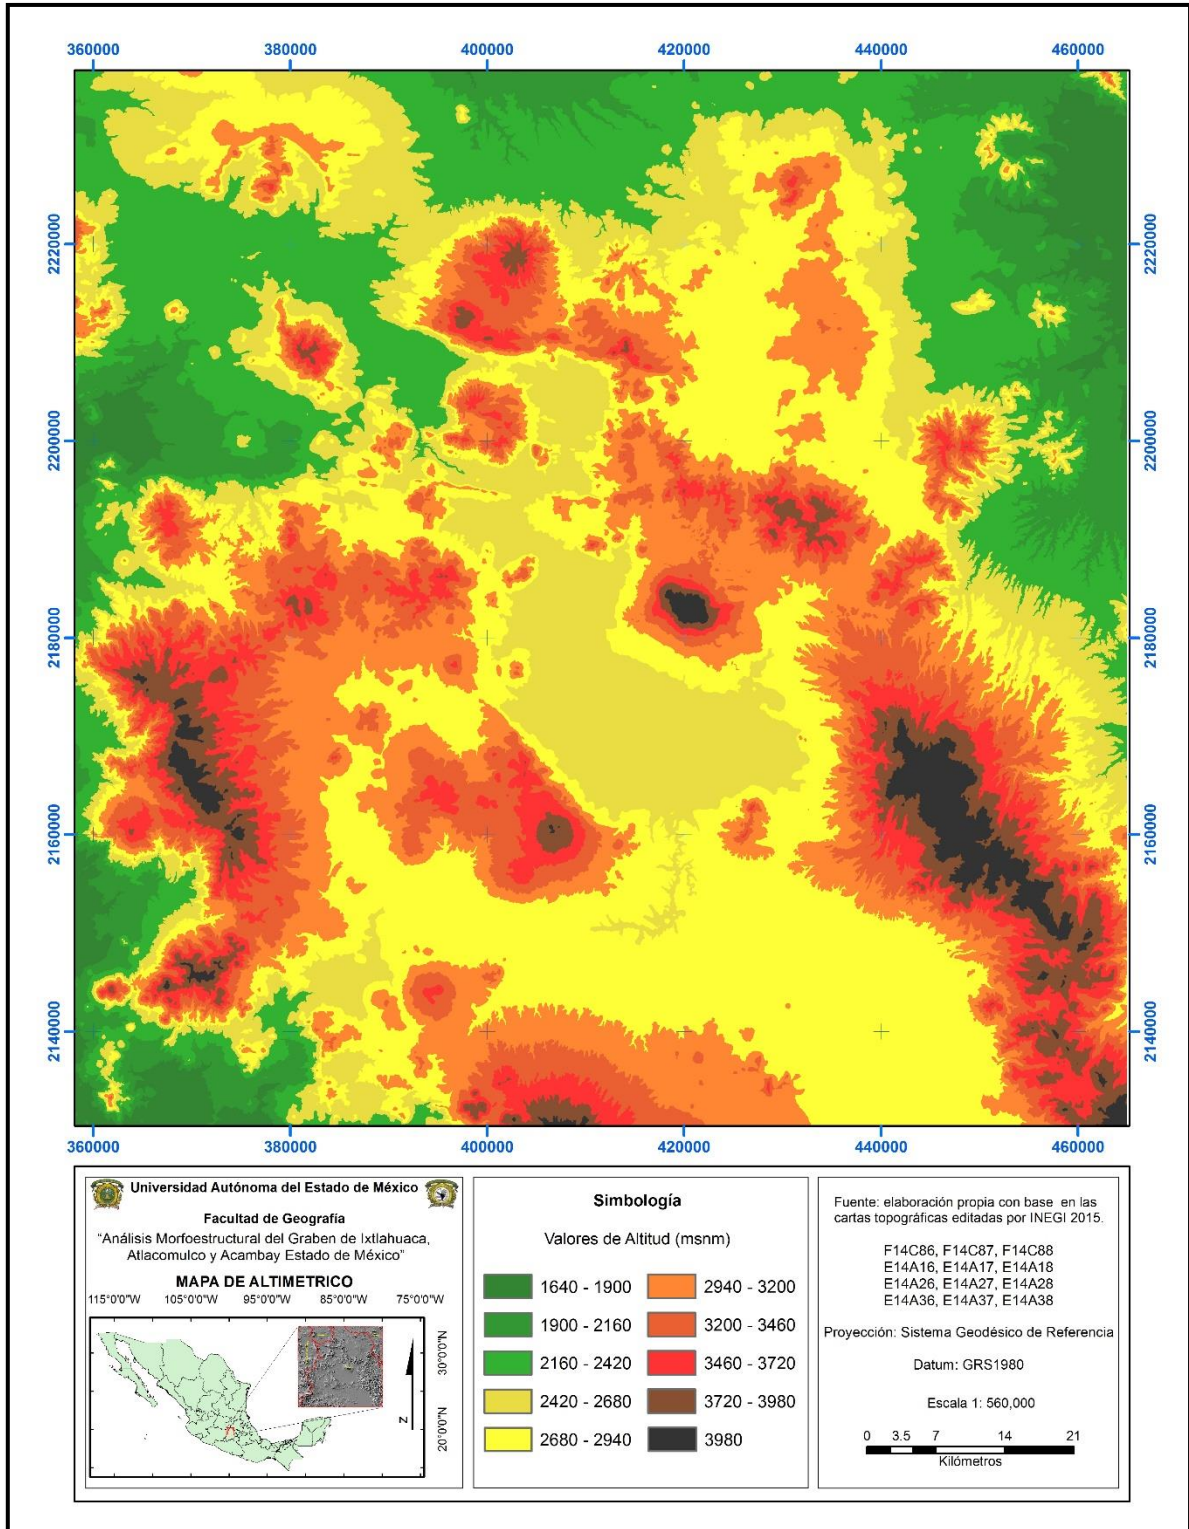 360000 380000 400000 420000 440000 460000
2220000 2220000
2200000 2200000
2180000 2180000
2160000 2160000
2140000 2140000
360000 380000 400000 420000 440000 460000
Universidad Autónoma del Estado de México
Facultad de Geografía
“Análisis Morfoestructural del Graben de Ixtlahuaca,
Atlacomulco y Acambay Estado de México”
MAPA DE ALTIMETRICO
115°0'0"W 105°0'0"W 95°0'0"W 85°0'0"W 75°0'0"W
30°0'0"N
20°0'0"N
N
Simbología
Valores de Altitud (msnm)
1640 - 1900 2940 - 3200
1900 - 2160 3200 - 3460
2160 - 2420 3460 - 3720
2420 - 2680 3720 - 3980
2680 - 2940 3980
Fuente: elaboración propia con base en las
cartas topográficas editadas por INEGI 2015.
F14C86, F14C87, F14C88
E14A16, E14A17, E14A18
E14A26, E14A27, E14A28
E14A36, E14A37, E14A38
Proyección: Sistema Geodésico de Referencia
Datum: GRS1980
Escala 1: 560,000
0 3.5 7 14 21
Kilómetros